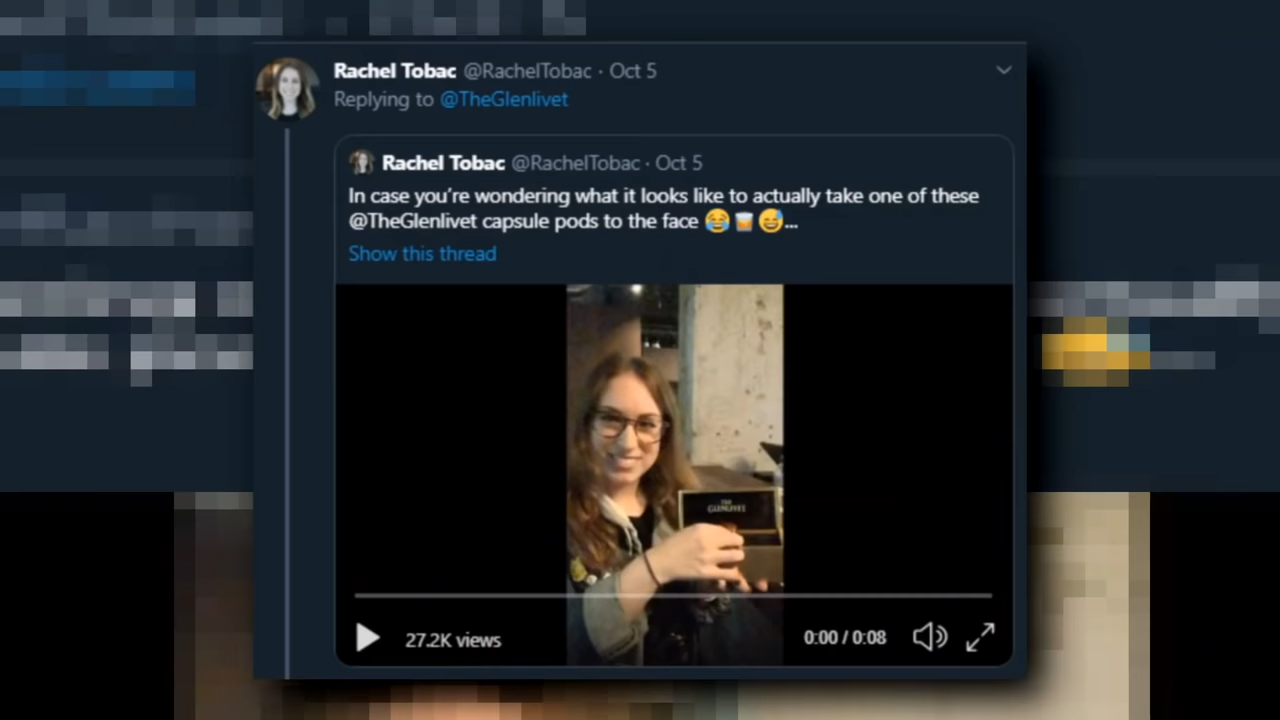 Rachel Tobac @RachelTobac · Oct 5
Replying to @TheGlenlivet
Rachel Tobac @RachelTobac · Oct 5
In case you're wondering what it looks like to actually take one of these
@TheGlenlivet capsule pods to the face 😂🥃😅...
Show this thread
THE
GLENLIVET
27.2K views
0:00 / 0:08